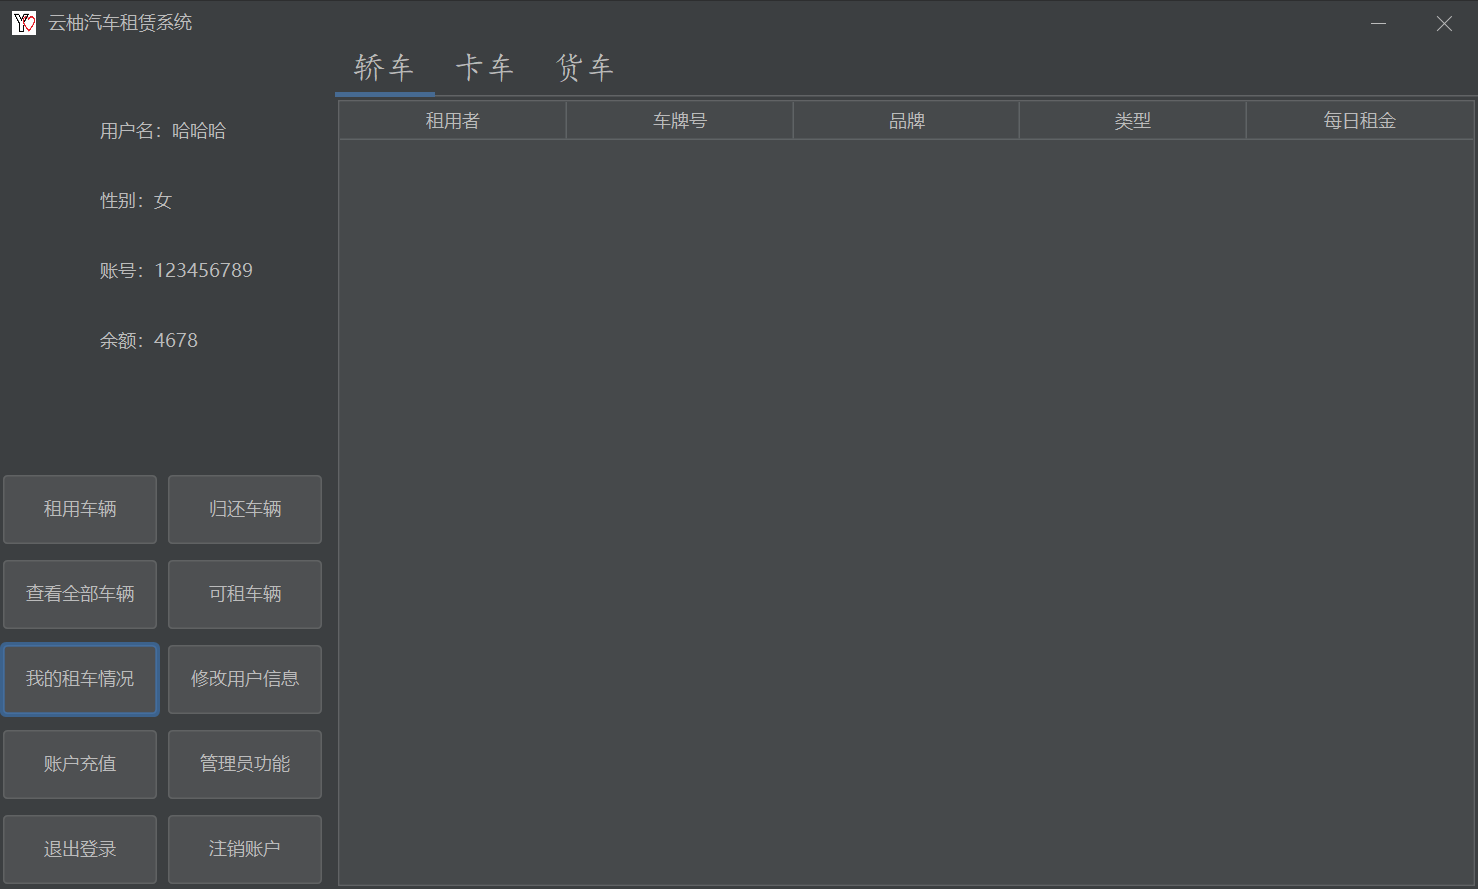 云柚汽车租赁系统
轿车 卡车 货车
租用者 车牌号 品牌 类型 每日租金
用户名：哈哈哈
性别：女
账号：123456789
余额：4678
租用车辆 归还车辆
查看全部车辆 可租车辆
我的租车情况 修改用户信息
账户充值 管理员功能
退出登录 注销账户